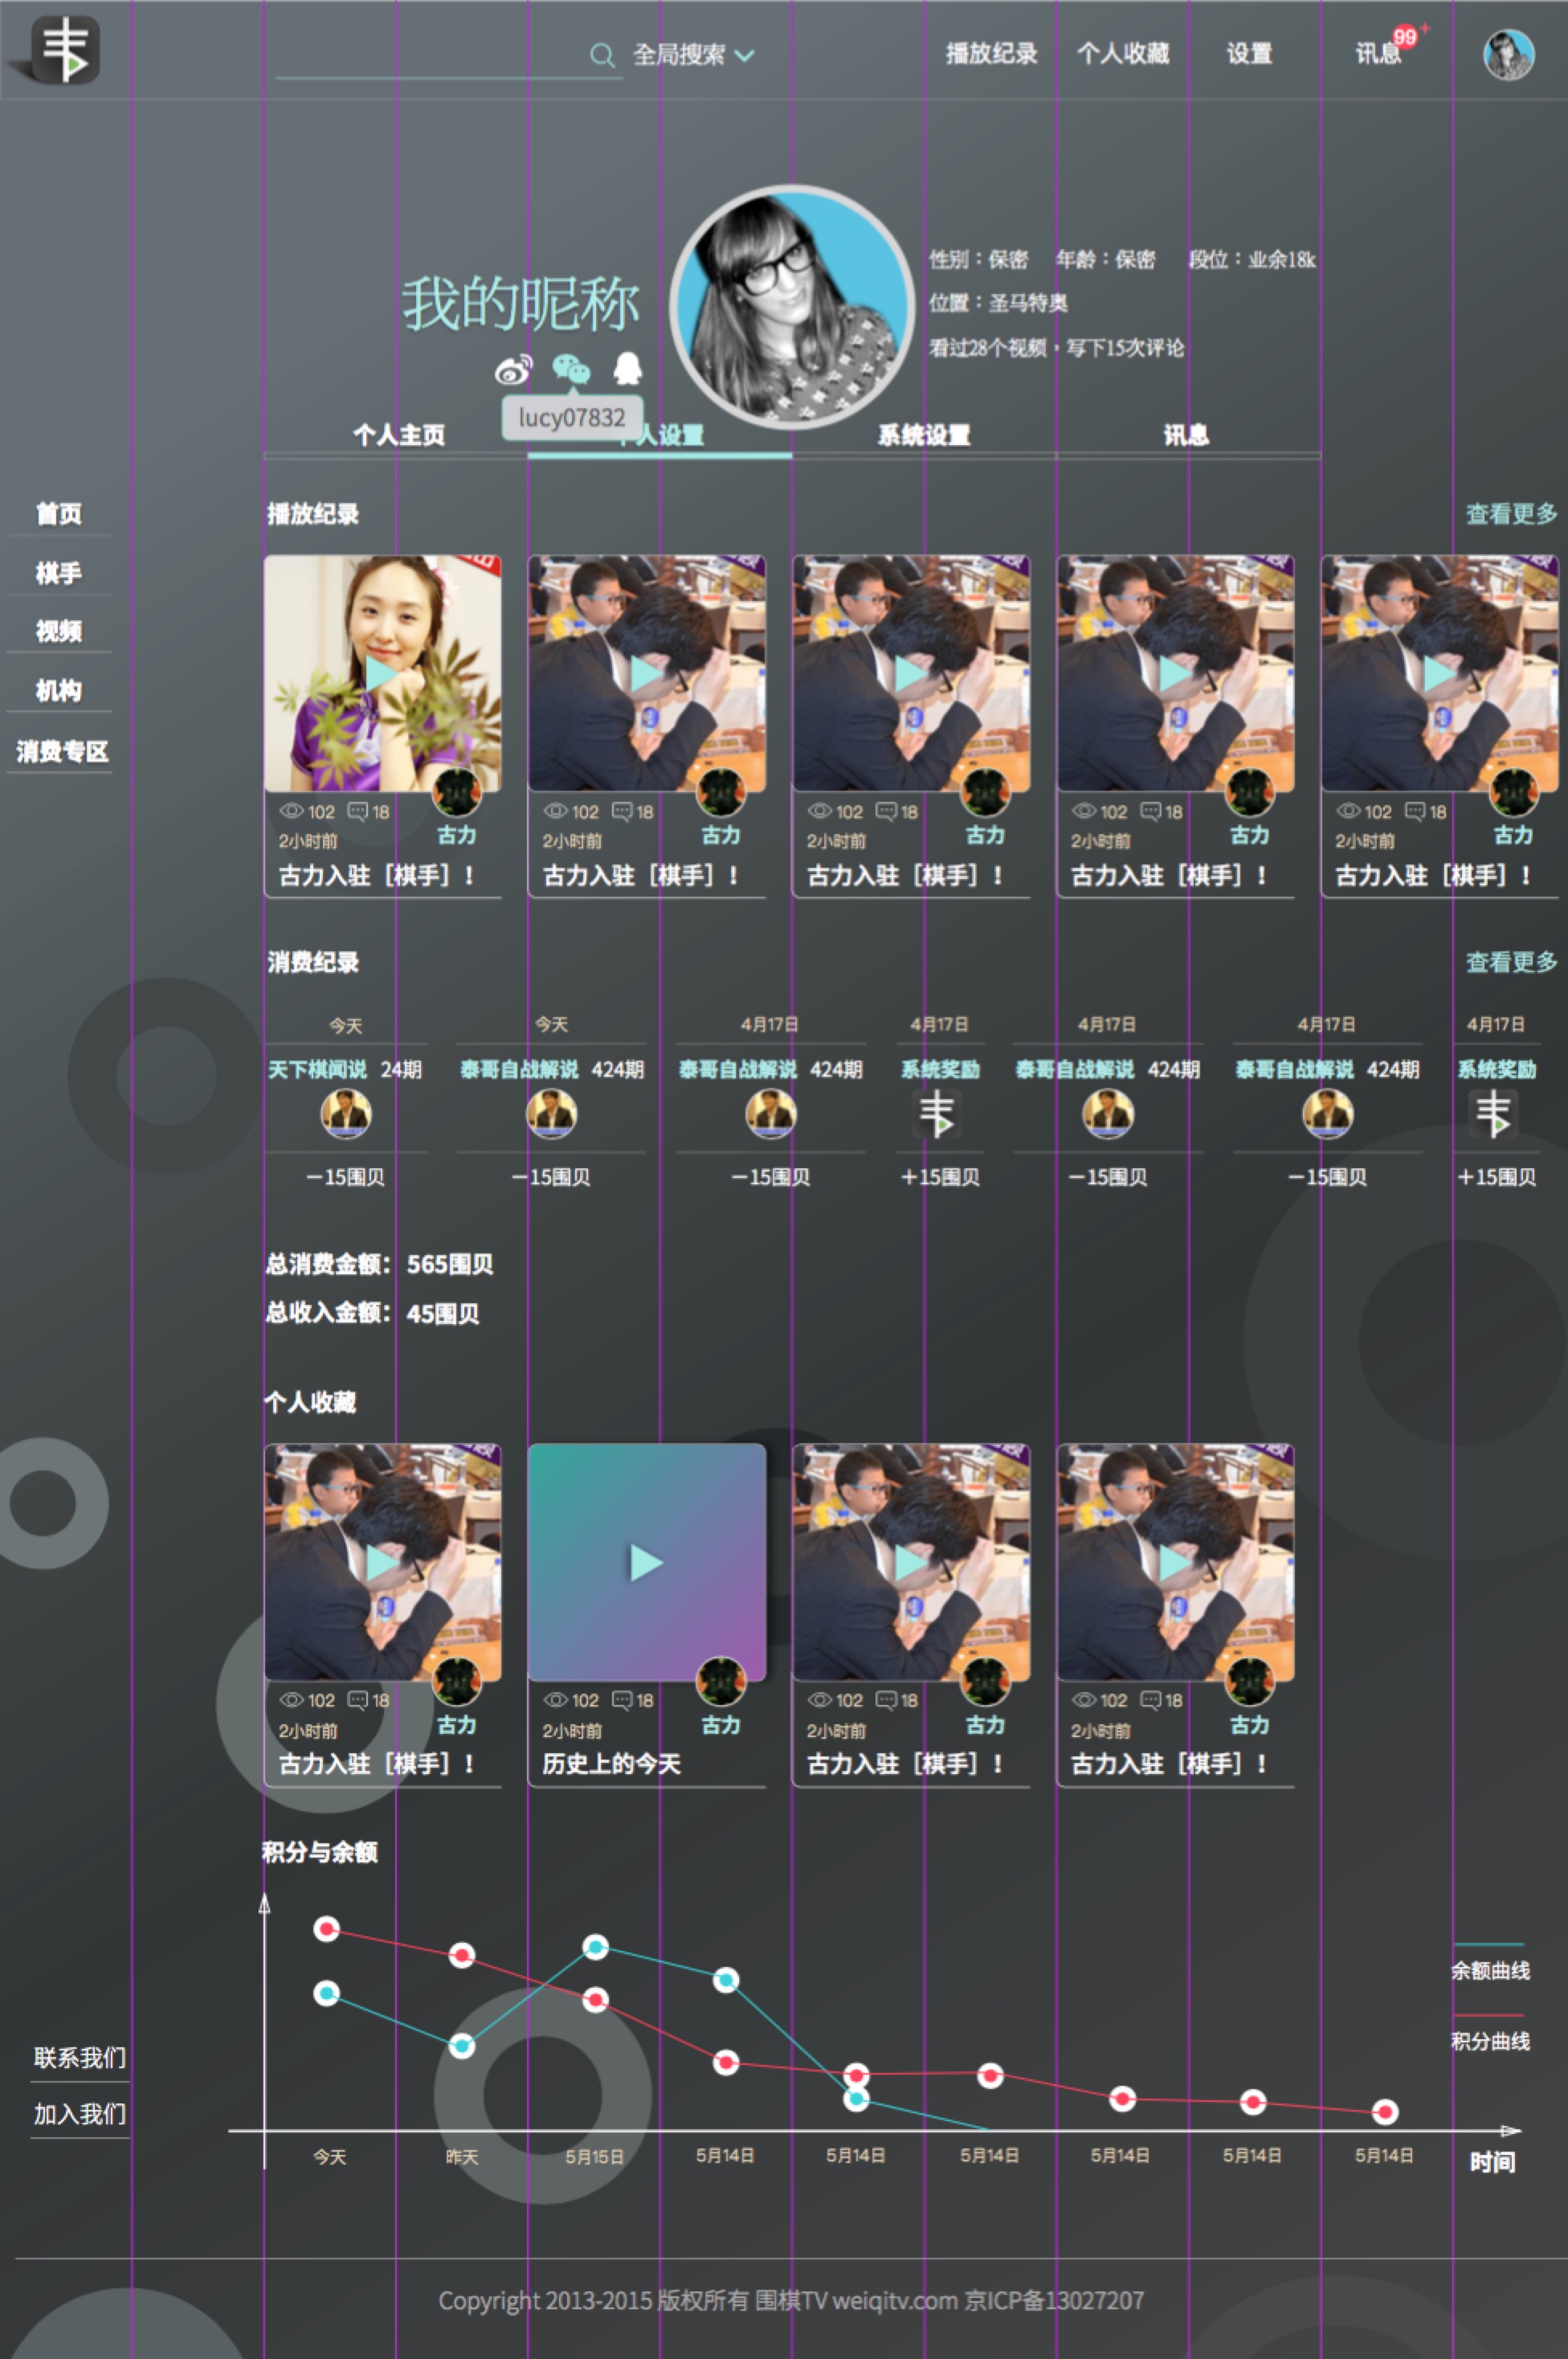 全局搜索 播放纪录 个人收藏 设置 讯息 99+
性别：保密 年龄：保密 段位：业余18k
我的昵称
位置：圣马特奥
看过28个视频，写下15次评论
lucy07832
个人主页 个人设置 系统设置 讯息
首页
棋手
视频
机构
消费专区
播放纪录 查看更多
102 18 102 18 102 18 102 18 102 18
古力 古力 古力 古力 古力
2小时前 2小时前 2小时前 2小时前 2小时前
古力入驻［棋手］！ 古力入驻［棋手］！ 古力入驻［棋手］！ 古力入驻［棋手］！ 古力入驻［棋手］！
消费纪录 查看更多
今天 今天 4月17日 4月17日 4月17日 4月17日 4月17日
天下棋闻说 24期 泰哥自战解说 424期 泰哥自战解说 424期 系统奖励 泰哥自战解说 424期 泰哥自战解说 424期 系统奖励
－15围贝 －15围贝 －15围贝 ＋15围贝 －15围贝 －15围贝 ＋15围贝
总消费金额：565围贝
总收入金额：45围贝
个人收藏
102 18 102 18 102 18 102 18
古力 古力 古力 古力
2小时前 2小时前 2小时前 2小时前
古力入驻［棋手］！ 历史上的今天 古力入驻［棋手］！ 古力入驻［棋手］！
积分与余额
余额曲线
积分曲线
联系我们
加入我们
今天 昨天 5月15日 5月14日 5月14日 5月14日 5月14日 5月14日 5月14日 时间
Copyright 2013-2015 版权所有 围棋TV weiqitv.com 京ICP备13027207